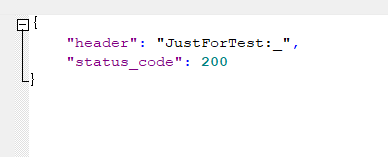 {
"header": "JustForTest:_",
"status_code": 200
}